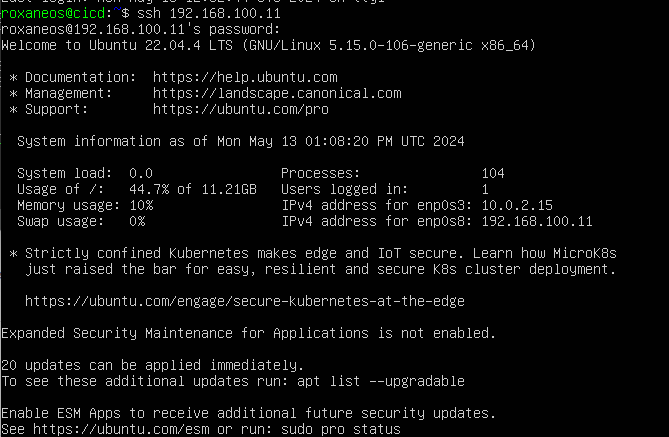 roxaneos@cicd:~$ ssh 192.168.100.11
roxaneos@192.168.100.11's password:
Welcome to Ubuntu 22.04.4 LTS (GNU/Linux 5.15.0-106-generic x86_64)
* Documentation:  https://help.ubuntu.com
* Management:     https://landscape.canonical.com
* Support:        https://ubuntu.com/pro
System information as of Mon May 13 01:08:20 PM UTC 2024
System load:  0.0                Processes:               104
Usage of /:   44.7% of 11.21GB   Users logged in:         1
Memory usage: 10%                IPv4 address for enp0s3: 10.0.2.15
Swap usage:   0%                 IPv4 address for enp0s8: 192.168.100.11
* Strictly confined Kubernetes makes edge and IoT secure. Learn how MicroK8s
just raised the bar for easy, resilient and secure K8s cluster deployment.
https://ubuntu.com/engage/secure-kubernetes-at-the-edge
Expanded Security Maintenance for Applications is not enabled.
20 updates can be applied immediately.
To see these additional updates run: apt list --upgradable
Enable ESM Apps to receive additional future security updates.
See https://ubuntu.com/esm or run: sudo pro status